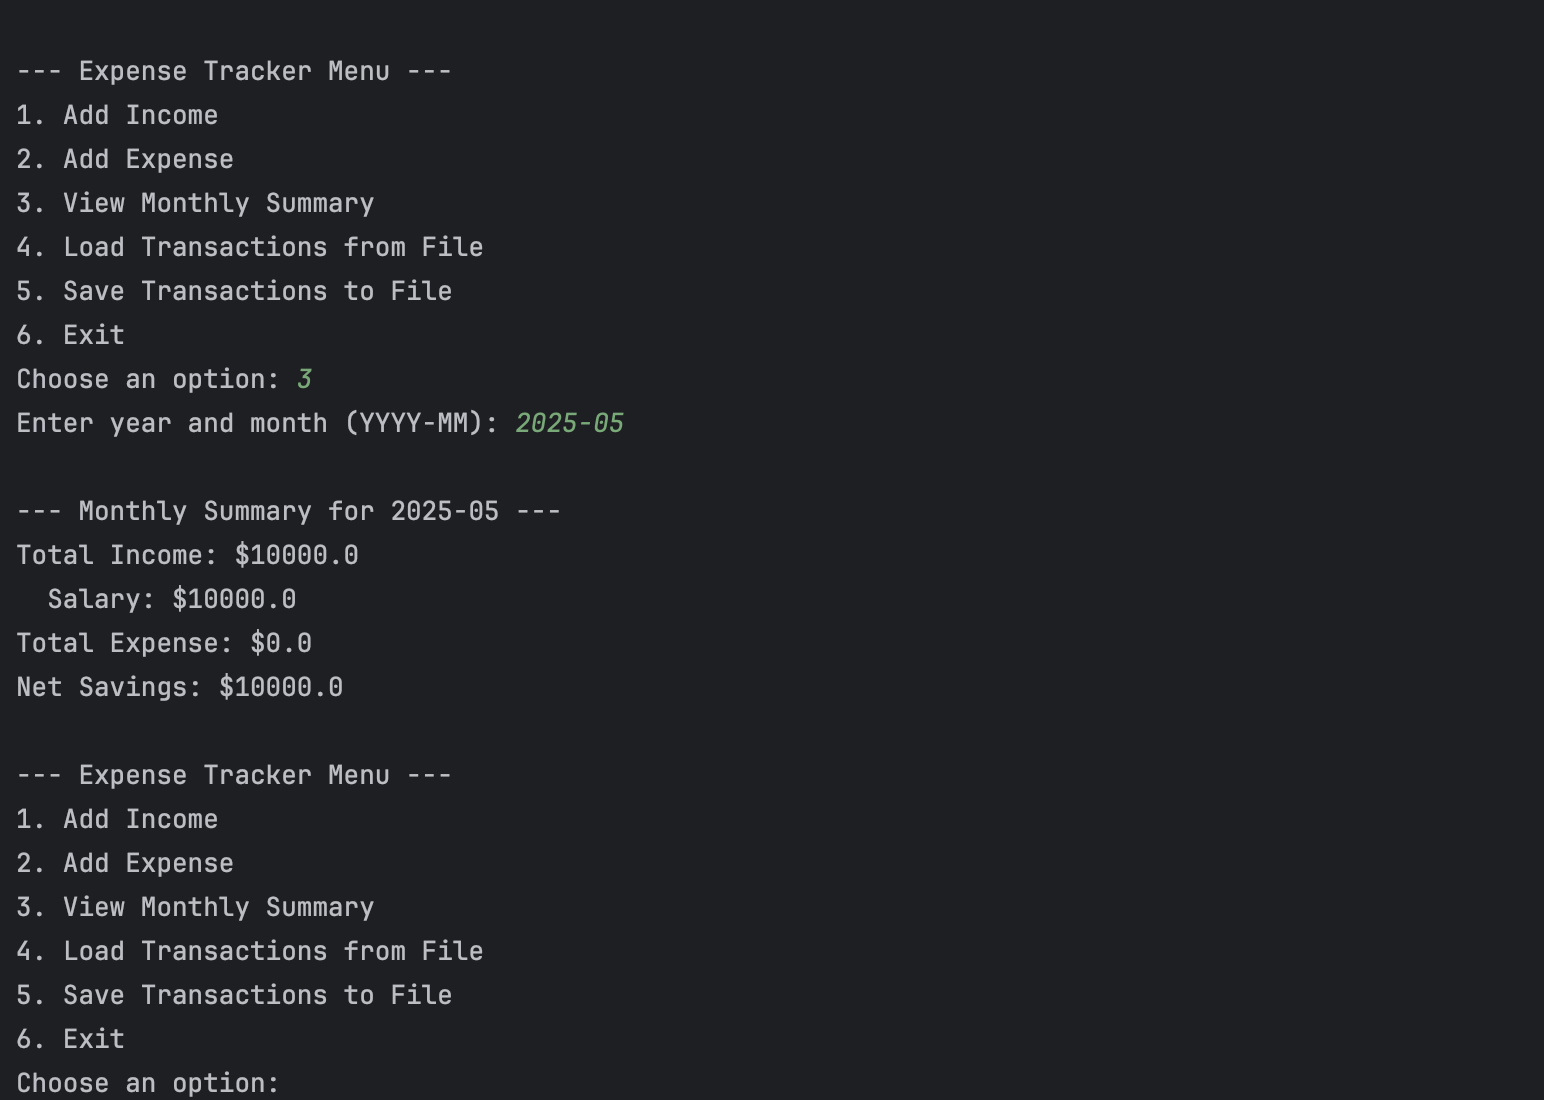 --- Expense Tracker Menu ---
1. Add Income
2. Add Expense
3. View Monthly Summary
4. Load Transactions from File
5. Save Transactions to File
6. Exit
Choose an option: 3
Enter year and month (YYYY-MM): 2025-05
--- Monthly Summary for 2025-05 ---
Total Income: $10000.0
  Salary: $10000.0
Total Expense: $0.0
Net Savings: $10000.0
--- Expense Tracker Menu ---
1. Add Income
2. Add Expense
3. View Monthly Summary
4. Load Transactions from File
5. Save Transactions to File
6. Exit
Choose an option: